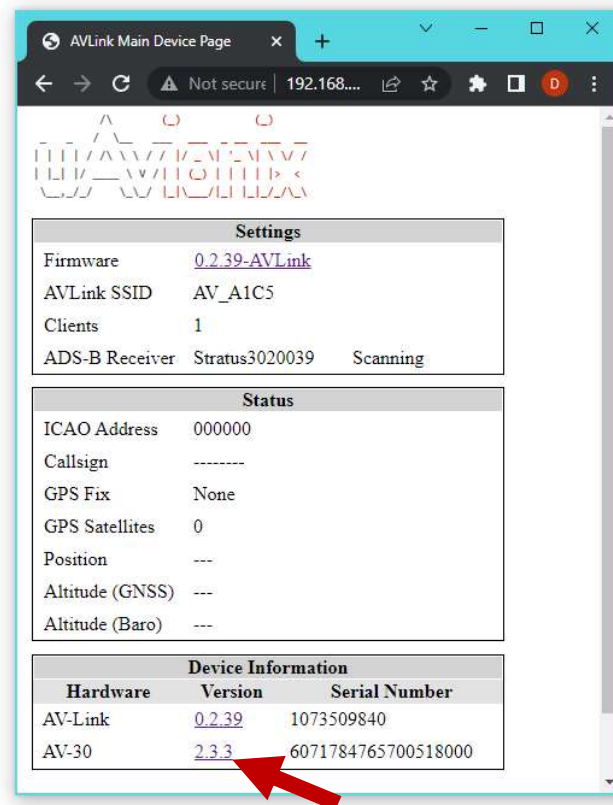 AVLink Main Device Page
Not secure 192.168.... D
uAvionix
Settings
Firmware 0.2.39-AVLink
AVLink SSID AV_A1C5
Clients 1
ADS-B Receiver Stratus3020039 Scanning
Status
ICAO Address 000000
Callsign --------
GPS Fix None
GPS Satellites 0
Position ---
Altitude (GNSS) ---
Altitude (Baro) ---
Device Information
Hardware Version Serial Number
AV-Link 0.2.39 1073509840
AV-30 2.3.3 6071784765700518000